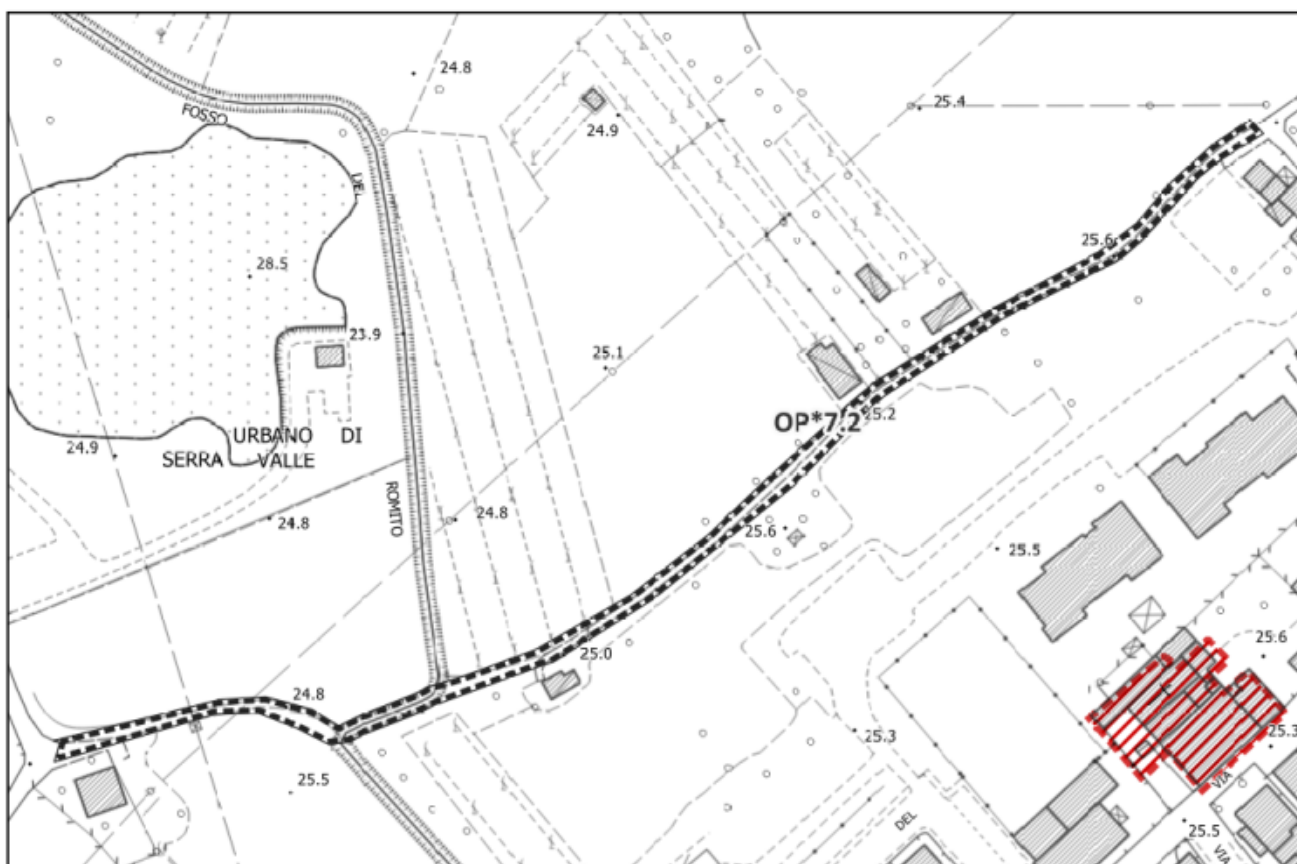 24.8
FOSSO
24.9
25.4
DEL
25.6
28.5
23.9
25.1
OP*7.2
25.2
URBANO DI
24.9
SERRA VALLE
ROMITO
24.8
24.8
25.6
25.5
25.6
25.0
24.8
25.3
25.3
25.5
VIA
DEL
25.5
VIA